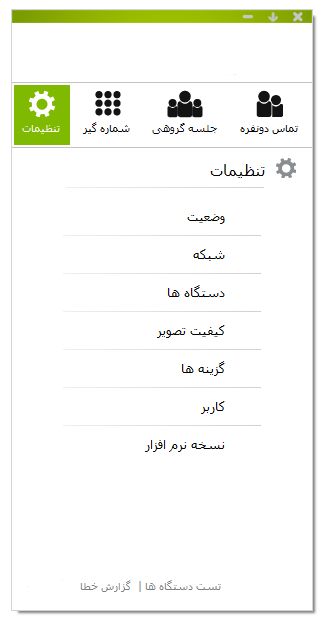 تماس دونفره
جلسه گروهی
شماره گیر
تنظیمات
تنظیمات
وضعیت
شبکه
دستگاه ها
کیفیت تصویر
گزینه ها
کاربر
نسخه نرم افزار
تست دستگاه ها | گزارش خطا